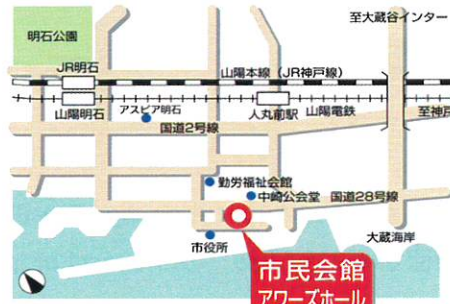 至大蔵谷インター
明石公園
JR明石
山陽本線（JR神戸線）
山陽明石
アスピア明石
人丸前駅
山陽電鉄
至神戸
国道2号線
勤労福祉会館
中崎公会堂
国道28号線
市役所
大蔵海岸
市民会館
アワーズホール